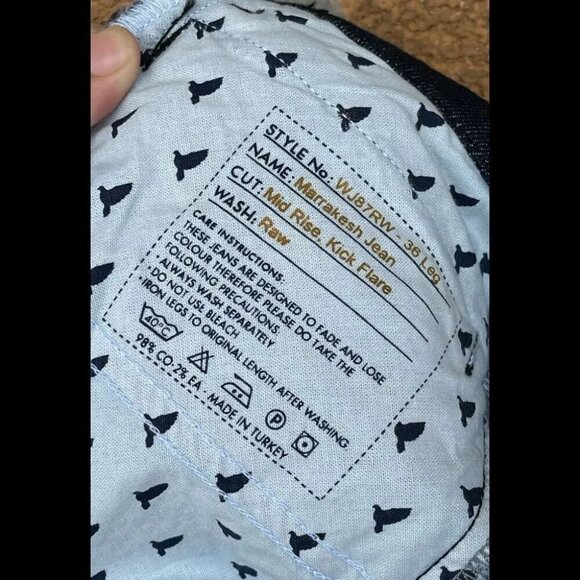 STYLE No: WJ87RW - 36 Leg
NAME: Marrakesh Jean
CUT: Mid Rise, Kick Flare
WASH: Raw
CARE INSTRUCTIONS.
THESE JEANS ARE DESIGNED TO FADE AND LOSE
COLOUR THEREFORE PLEASE DO TAKE THE
FOLLOWING PRECAUTIONS.
• ALWAYS WASH SEPARATELY
• DO NOT USE BLEACH
• IRON LEGS TO ORIGINAL LENGTH AFTER WASHING
40°C P
98% CO • 2% EA . MADE IN TURKEY